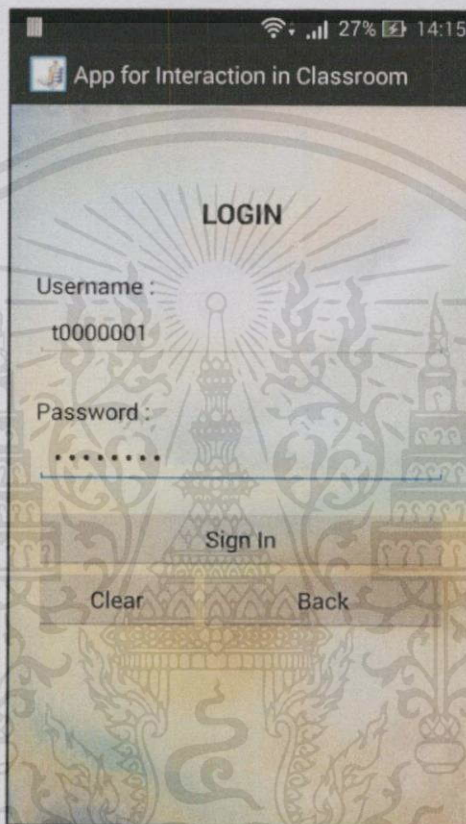 27% 14:15
App for Interaction in Classroom
LOGIN
Username :
t0000001
Password :
••••••••
Sign In
Clear Back